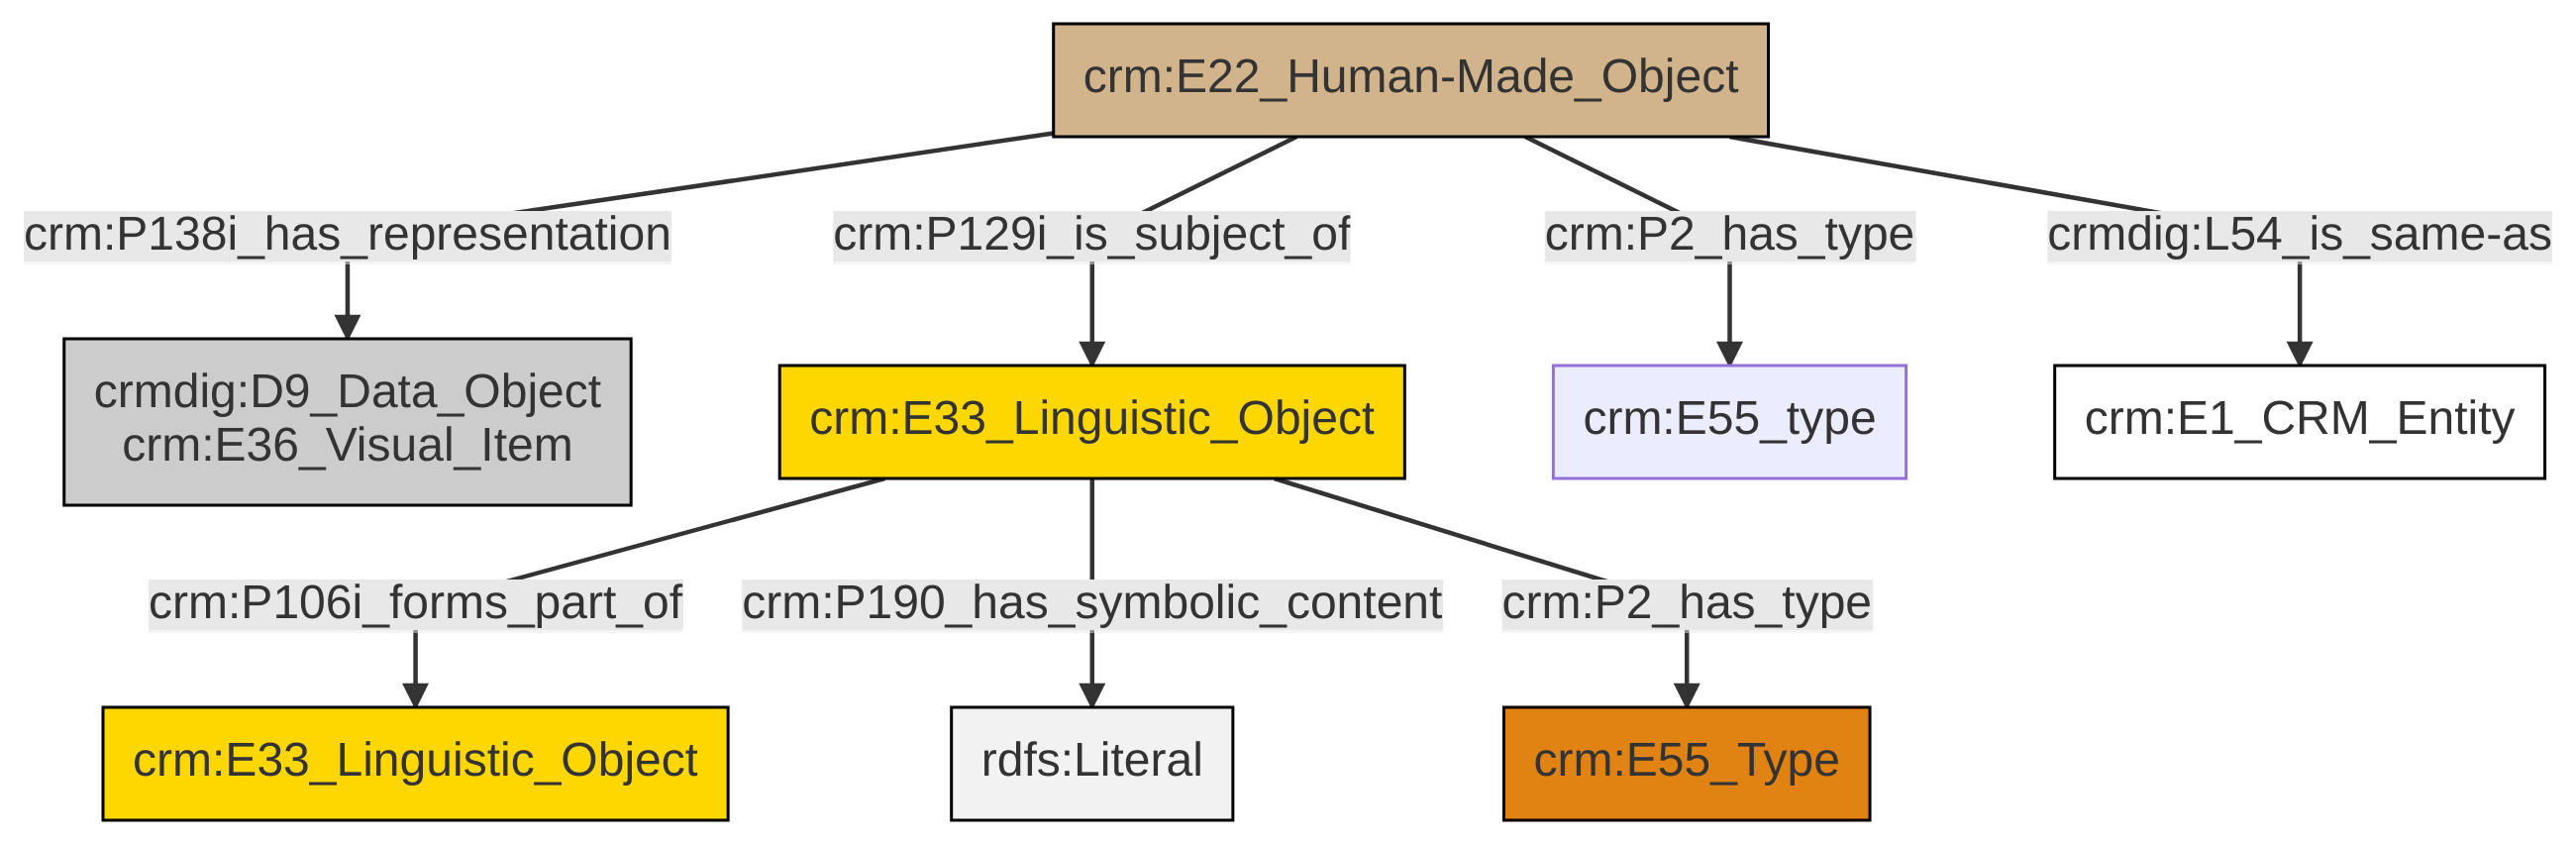 crm:E22_Human-Made_Object
crm:P138i_has_representation
crm:P129i_is_subject_of
crm:P2_has_type
crmdig:L54_is_same-as
crmdig:D9_Data_Object
crm:E36_Visual_Item
crm:E33_Linguistic_Object
crm:E55_type
crm:E1_CRM_Entity
crm:P106i_forms_part_of
crm:P190_has_symbolic_content
crm:P2_has_type
crm:E33_Linguistic_Object
rdfs:Literal
crm:E55_Type